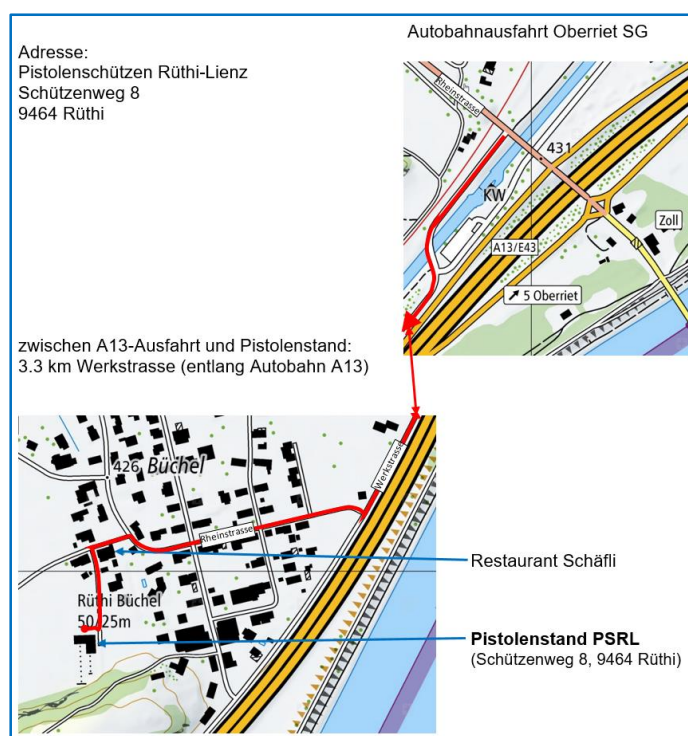 Autobahnausfahrt Oberriet SG
Adresse:
Pistolenschützen Rüthi-Lienz
Schützenweg 8
9464 Rüthi
Rheinstrasse
431
KW
Zoll
A13/E43
5 Oberriet
zwischen A13-Ausfahrt und Pistolenstand:
3.3 km Werkstrasse (entlang Autobahn A13)
Werkstrasse
426 Büchel
Rheinstrasse
Restaurant Schäfli
Rüthi Büchel
50/25m
Pistolenstand PSRL
(Schützenweg 8, 9464 Rüthi)